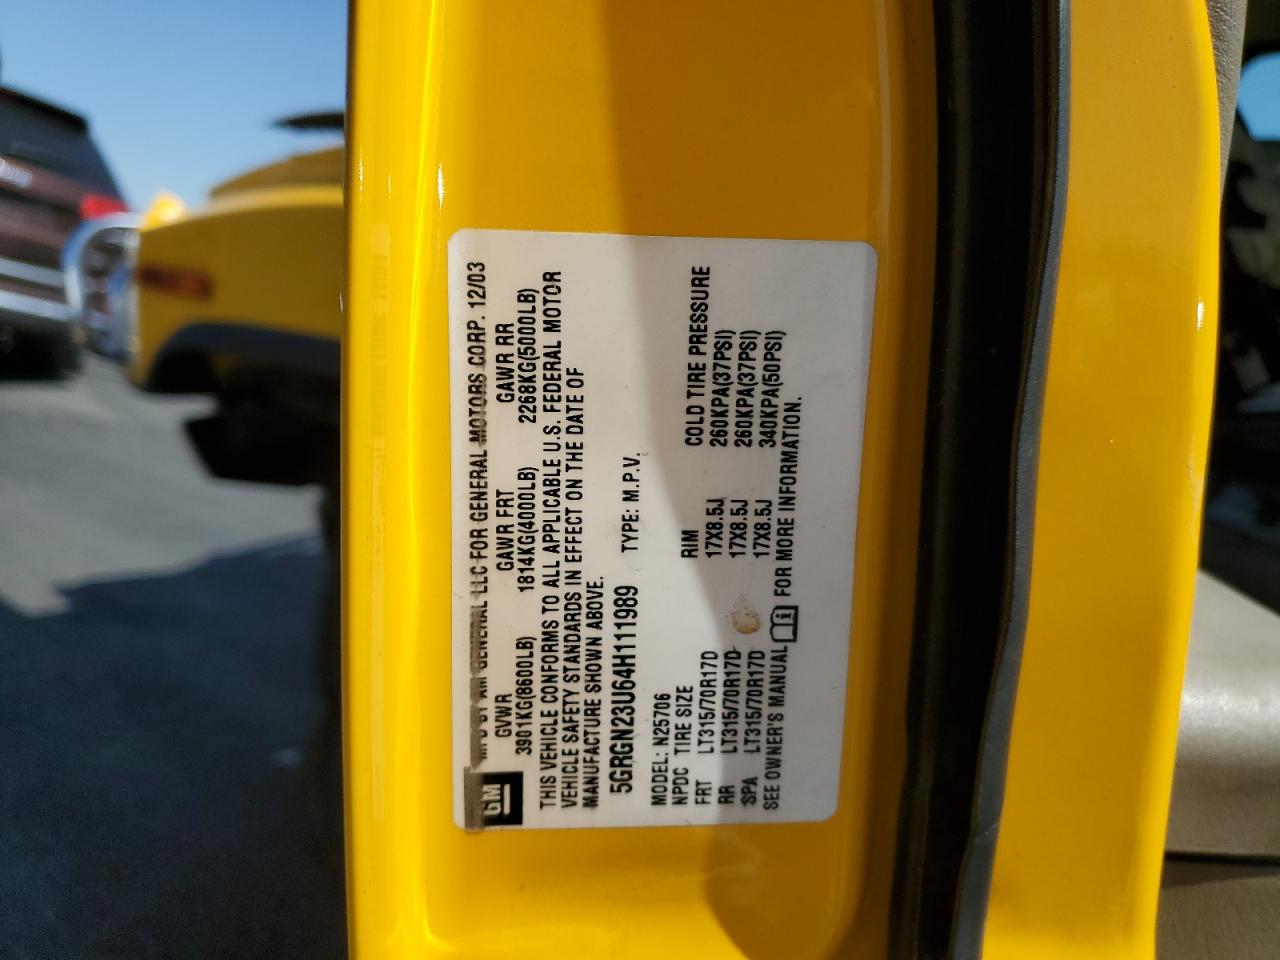 GM
MFD BY AM GENERAL LLC FOR GENERAL MOTORS CORP. 12/03
GVWR GAWR FRT GAWR RR
3901KG(8600LB) 1814KG(4000LB) 2268KG(5000LB)
THIS VEHICLE CONFORMS TO ALL APPLICABLE U.S. FEDERAL MOTOR
VEHICLE SAFETY STANDARDS IN EFFECT ON THE DATE OF
MANUFACTURE SHOWN ABOVE.
5GRGN23U64H111989 TYPE: M.P.V.
MODEL: N25706
NPDC TIRE SIZE RIM COLD TIRE PRESSURE
FRT LT315/70R17D 17X8.5J 260KPA(37PSI)
RR LT315/70R17D 17X8.5J 260KPA(37PSI)
SPA LT315/70R17D 17X8.5J 340KPA(50PSI)
SEE OWNER'S MANUAL i FOR MORE INFORMATION.